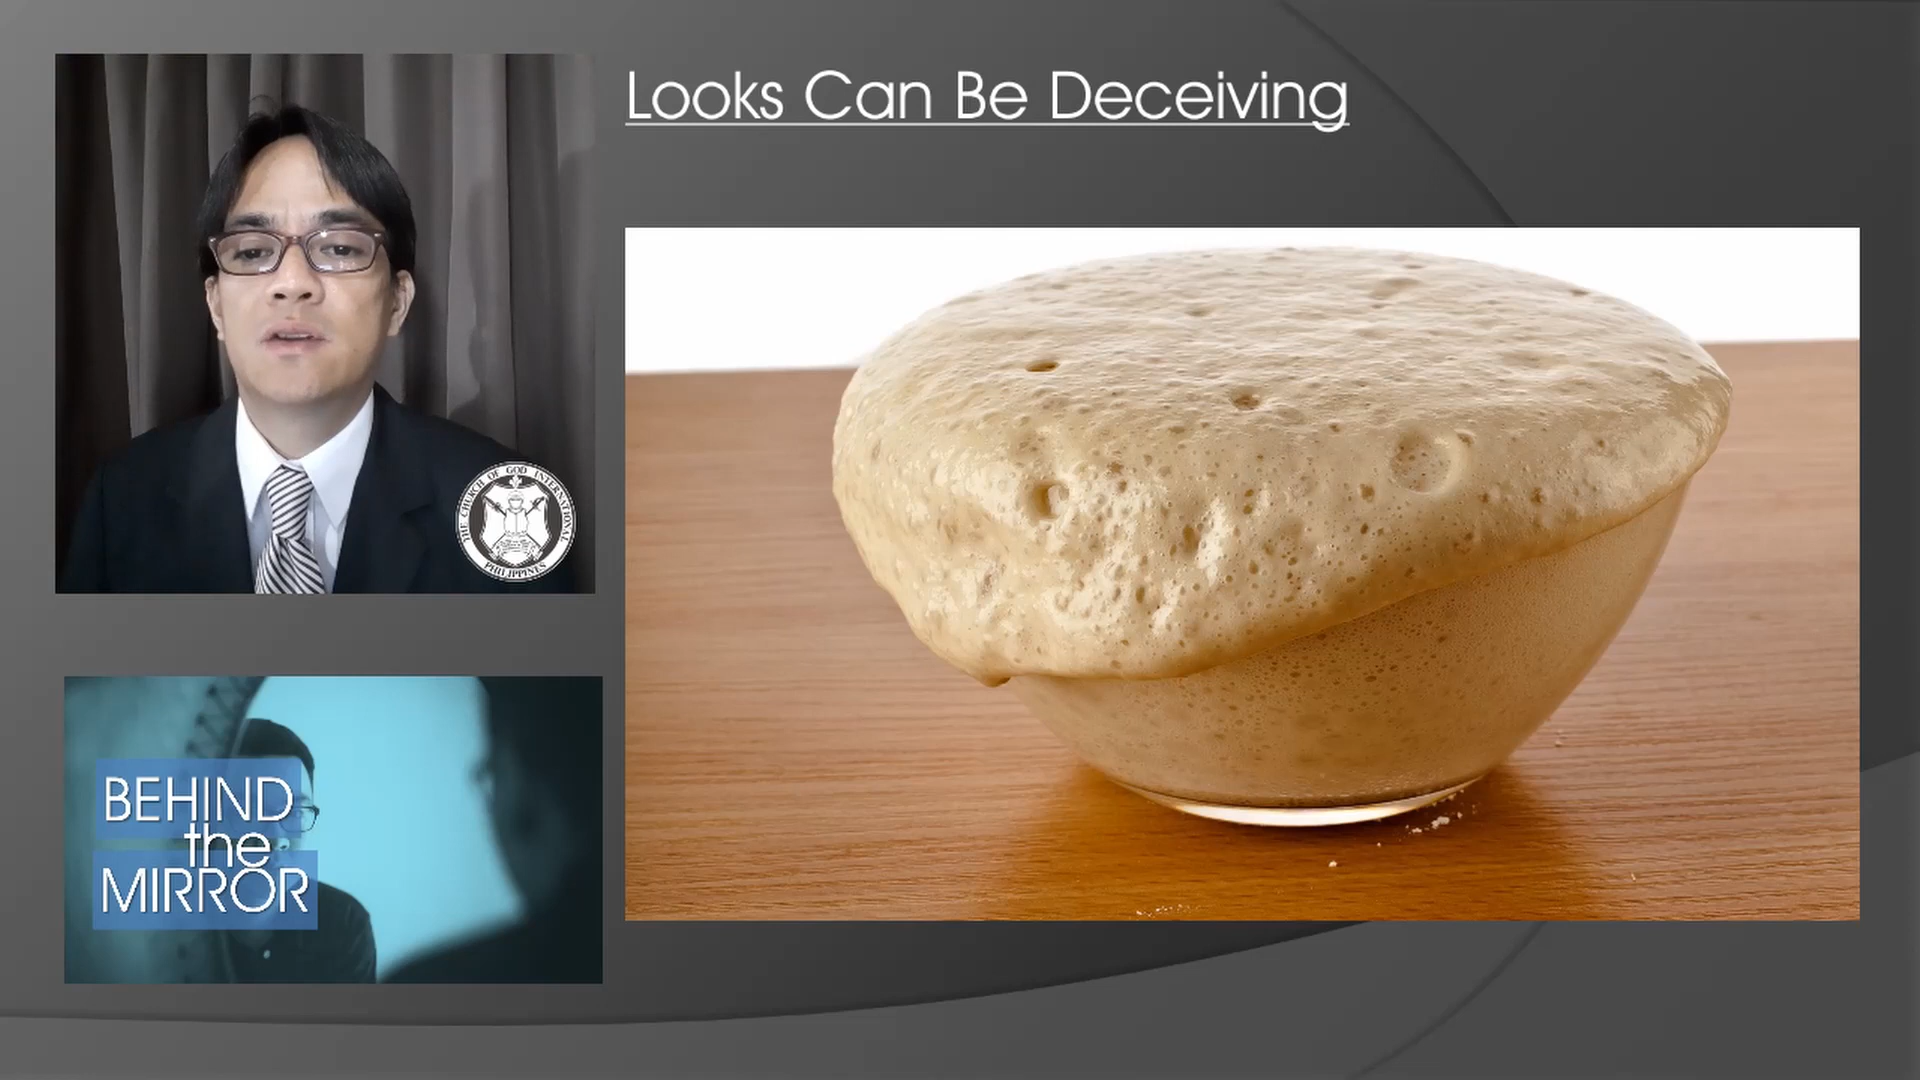 Looks Can Be Deceiving
THE CHURCH OF GOD INTERNATIONAL
PHILIPPINES
BEHIND
the
MIRROR